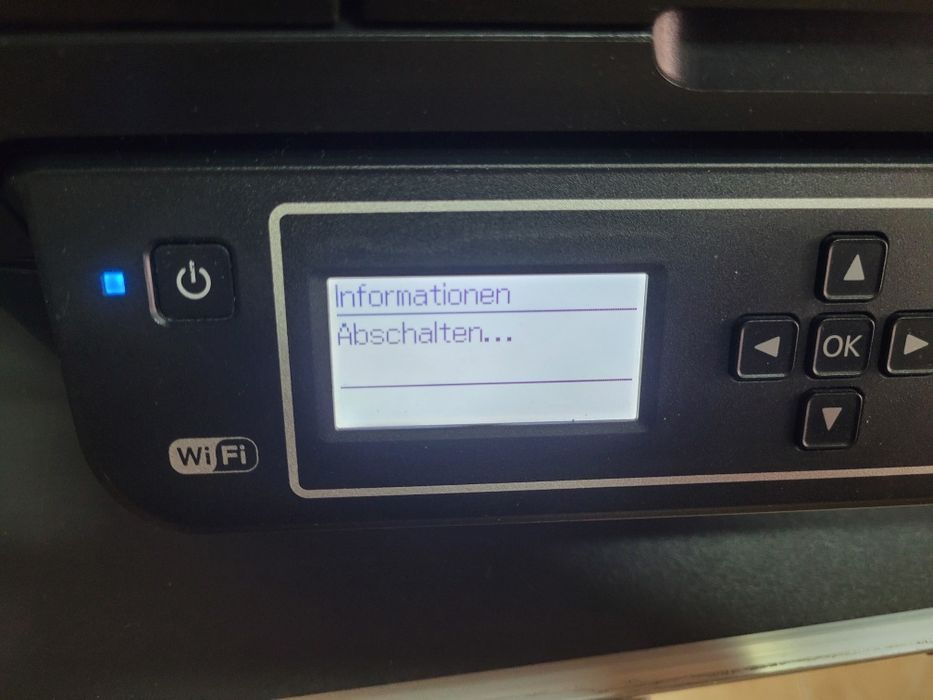 Informationen
Abschalten...
OK
WiFi